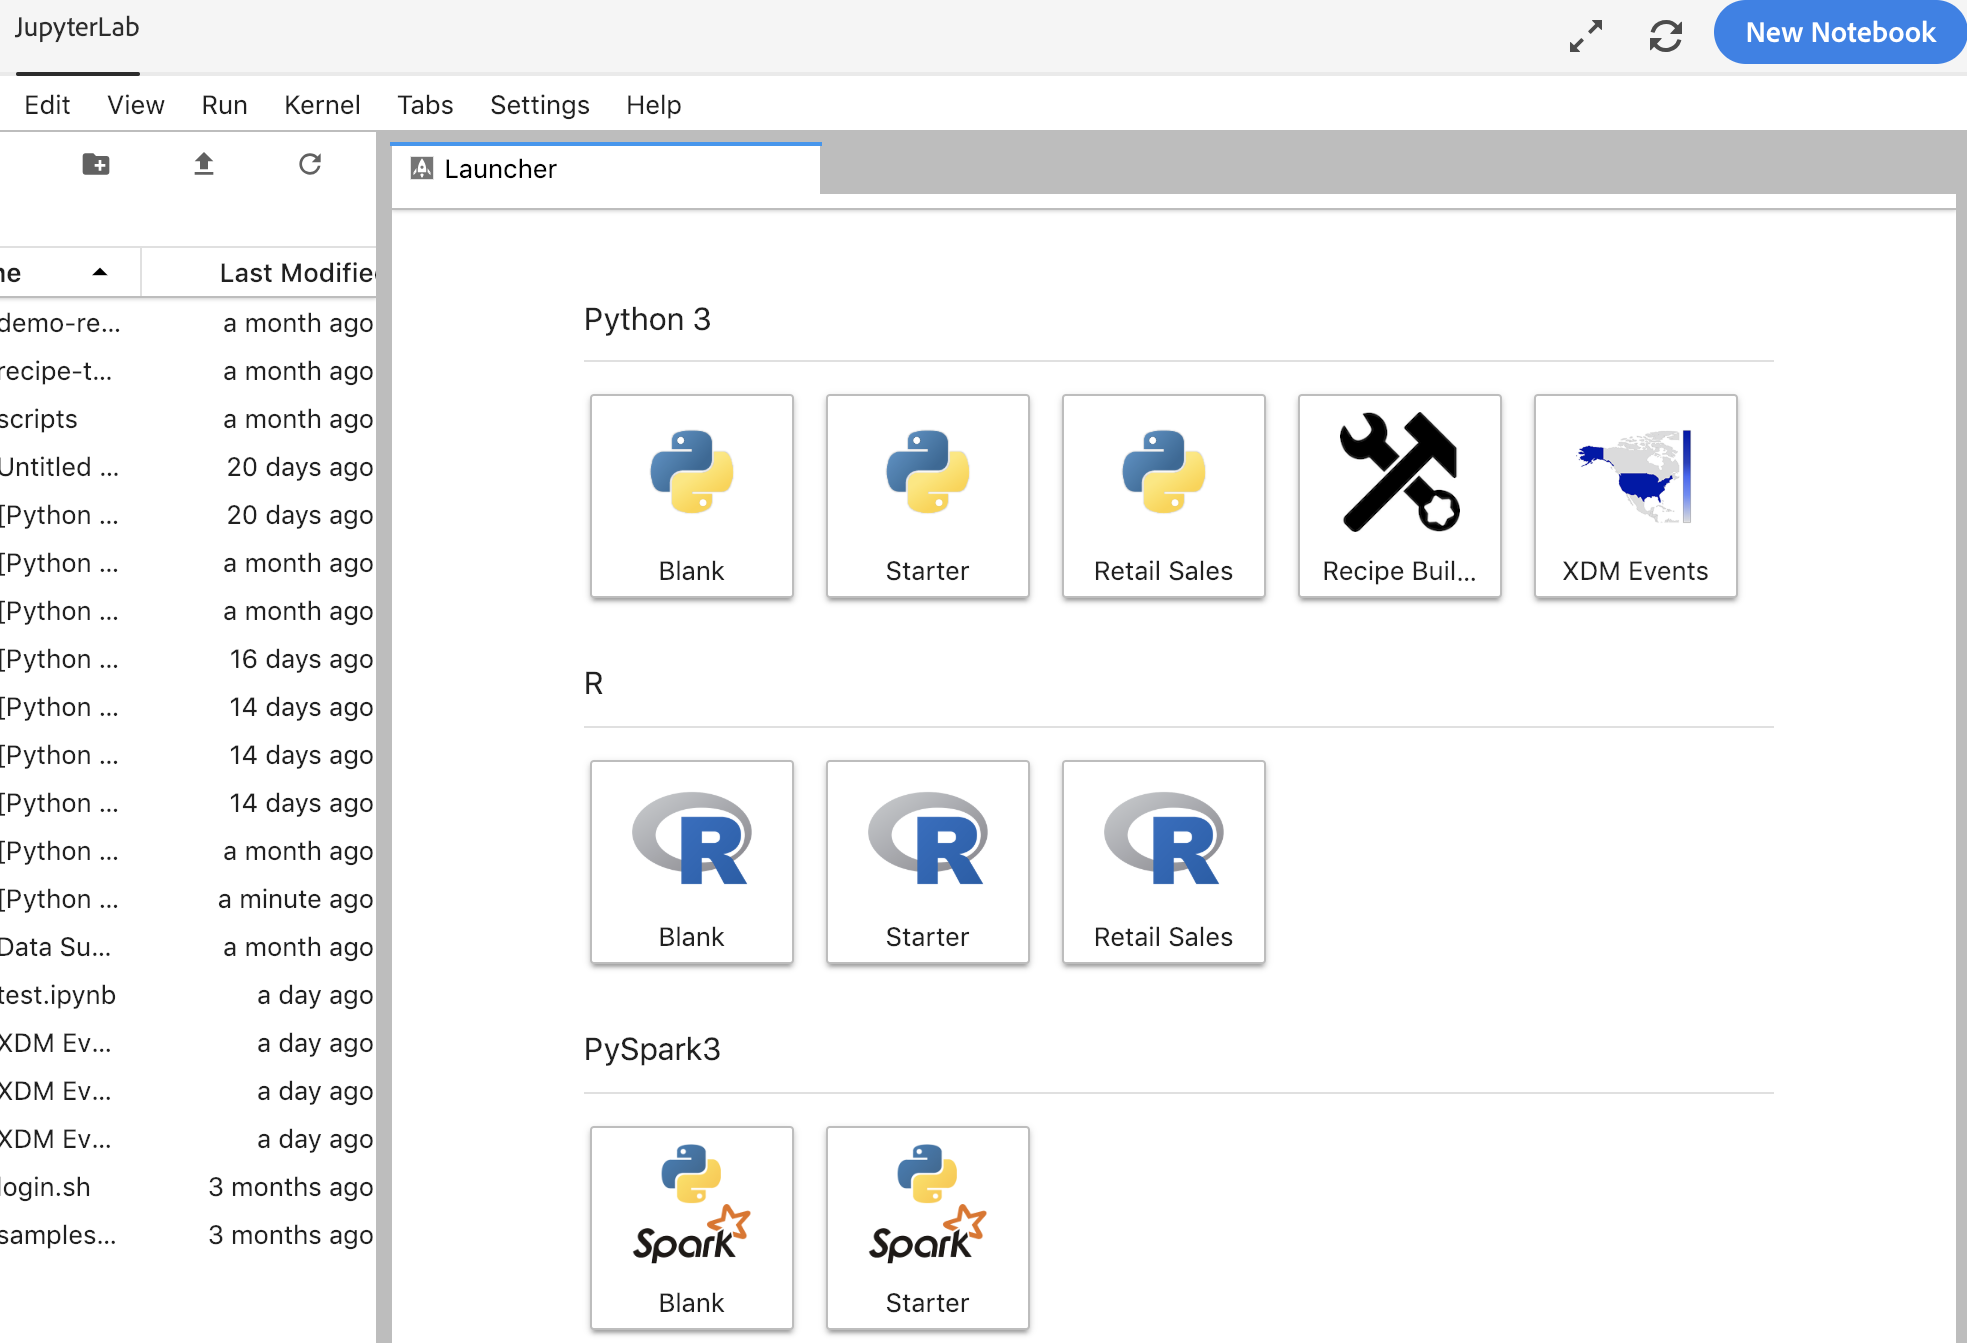 JupyterLab
New Notebook
Edit View Run Kernel Tabs Settings Help
Launcher
Last Modified
demo-re... a month ago
recipe-t... a month ago
scripts a month ago
Untitled ... 20 days ago
[Python ... 20 days ago
[Python ... a month ago
[Python ... a month ago
[Python ... 16 days ago
[Python ... 14 days ago
[Python ... 14 days ago
[Python ... 14 days ago
[Python ... a month ago
[Python ... a minute ago
Data Su... a month ago
test.ipynb a day ago
XDM Ev... a day ago
XDM Ev... a day ago
XDM Ev... a day ago
login.sh 3 months ago
samples... 3 months ago
Python 3
Blank Starter Retail Sales Recipe Buil... XDM Events
R
R R R
Blank Starter Retail Sales
PySpark3
Spark Spark
Blank Starter